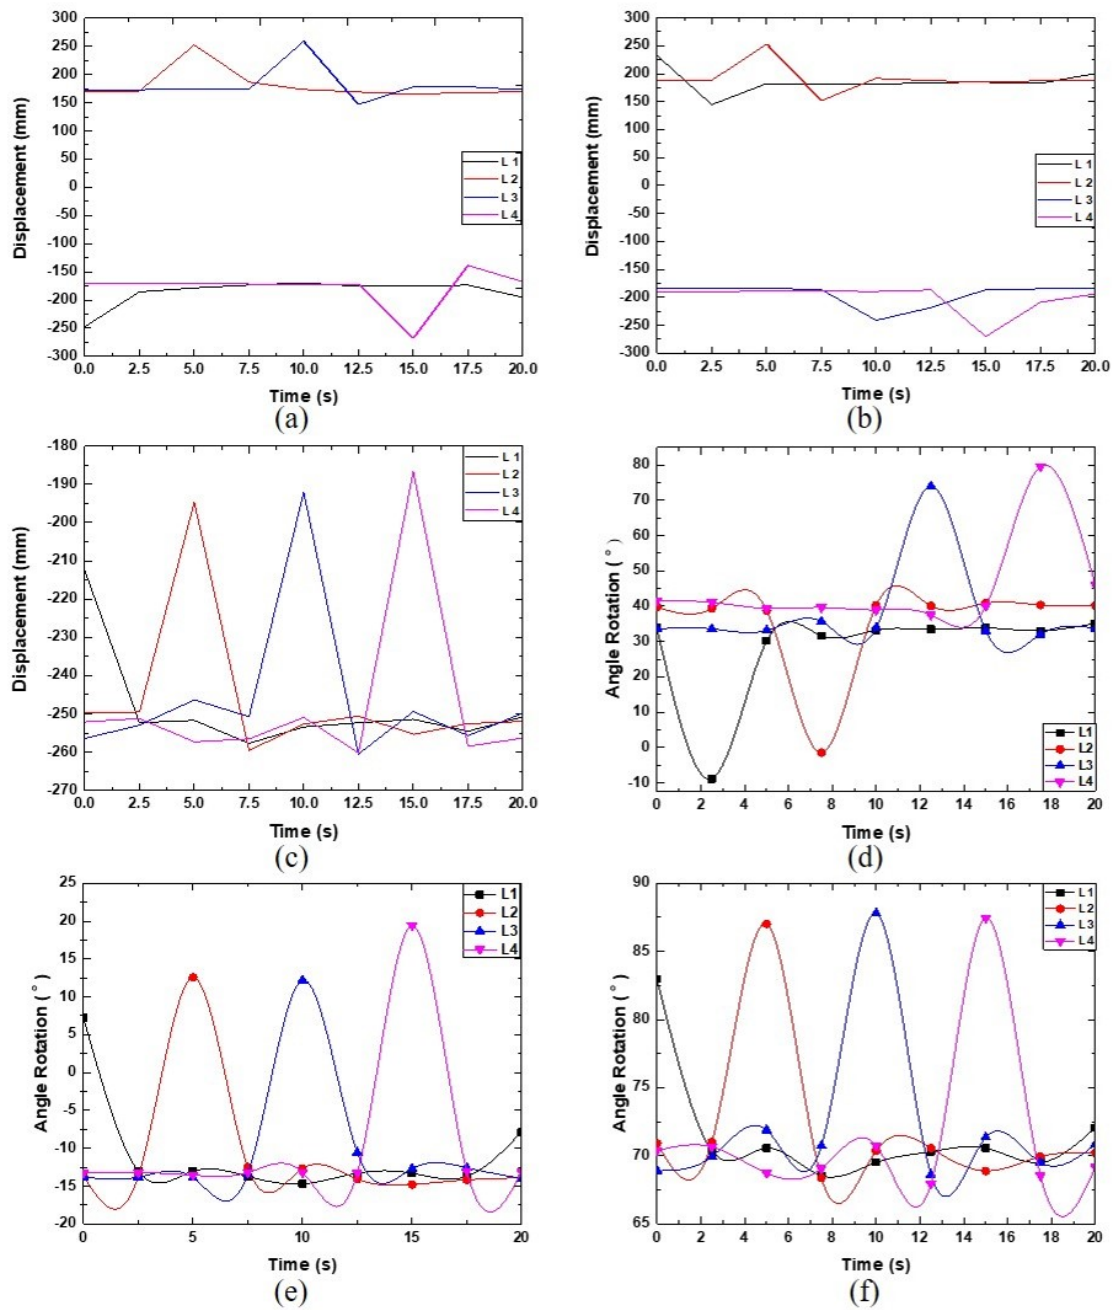 300
250
200
150
100
50
0
-50
-100
-150
-200
-250
-300
Displacement (mm)
L 1
L 2
L 3
L 4
0.0 2.5 5.0 7.5 10.0 12.5 15.0 17.5 20.0
Time (s)
(a)
300
250
200
150
100
50
0
-50
-100
-150
-200
-250
-300
Displacement (mm)
L 1
L 2
L 3
L 4
0.0 2.5 5.0 7.5 10.0 12.5 15.0 17.5 20.0
Time (s)
(b)
-180
-190
-200
-210
-220
-230
-240
-250
-260
-270
Displacement (mm)
L 1
L 2
L 3
L 4
0.0 2.5 5.0 7.5 10.0 12.5 15.0 17.5 20.0
Time (s)
(c)
80
70
60
50
40
30
20
10
0
-10
Angle Rotation ( ° )
L1
L2
L3
L4
0 2 4 6 8 10 12 14 16 18 20
Time (s)
(d)
25
20
15
10
5
0
-5
-10
-15
-20
Angle Rotation ( ° )
L1
L2
L3
L4
0 5 10 15 20
Time (s)
(e)
90
85
80
75
70
65
Angle Rotation ( ° )
L1
L2
L3
L4
0 2 4 6 8 10 12 14 16 18 20
Time (s)
(f)